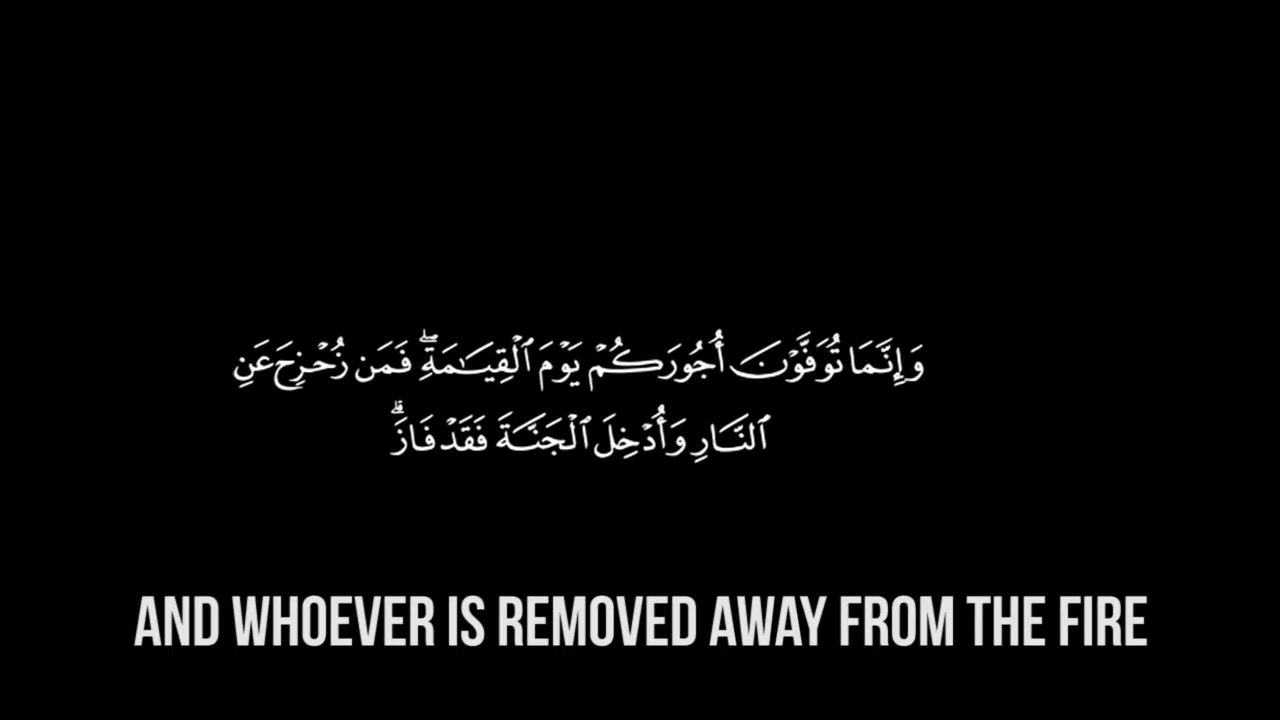 وَإِنَّمَا تُوَفَّوْنَ أُجُورَكُمْ يَوْمَ ٱلْقِيَـٰمَةِ ۖ فَمَن زُحْزِحَ عَنِ
ٱلنَّارِ وَأُدْخِلَ ٱلْجَنَّةَ فَقَدْ فَازَ ۗ
AND WHOEVER IS REMOVED AWAY FROM THE FIRE